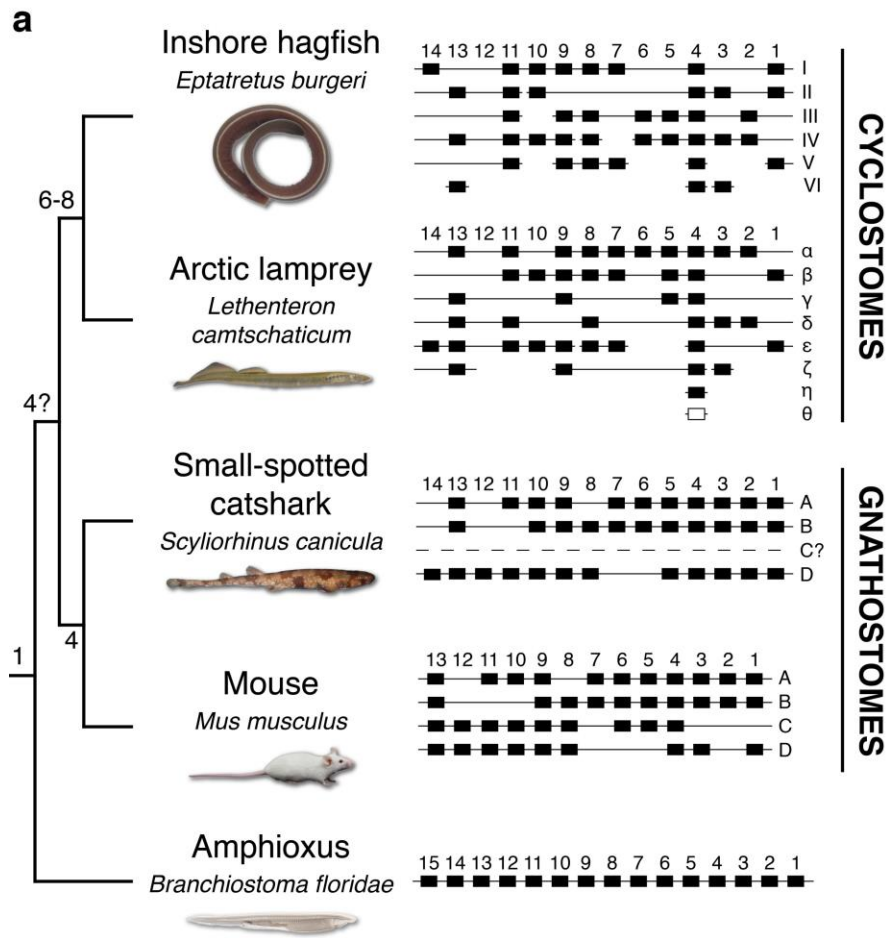 a
Inshore hagfish
Eptatretus burgeri
14 13 12 11 10 9 8 7 6 5 4 3 2 1
I
II
III
IV
V
VI
6-8
Arctic lamprey
Lethenteron
camtschaticum
14 13 12 11 10 9 8 7 6 5 4 3 2 1
α
β
γ
δ
ε
ζ
η
θ
CYCLOSTOMES
4?
Small-spotted
catshark
Scyliorhinus canicula
14 13 12 11 10 9 8 7 6 5 4 3 2 1
A
B
C?
D
4
1
Mouse
Mus musculus
13 12 11 10 9 8 7 6 5 4 3 2 1
A
B
C
D
GNATHOSTOMES
Amphioxus
Branchiostoma floridae
15 14 13 12 11 10 9 8 7 6 5 4 3 2 1